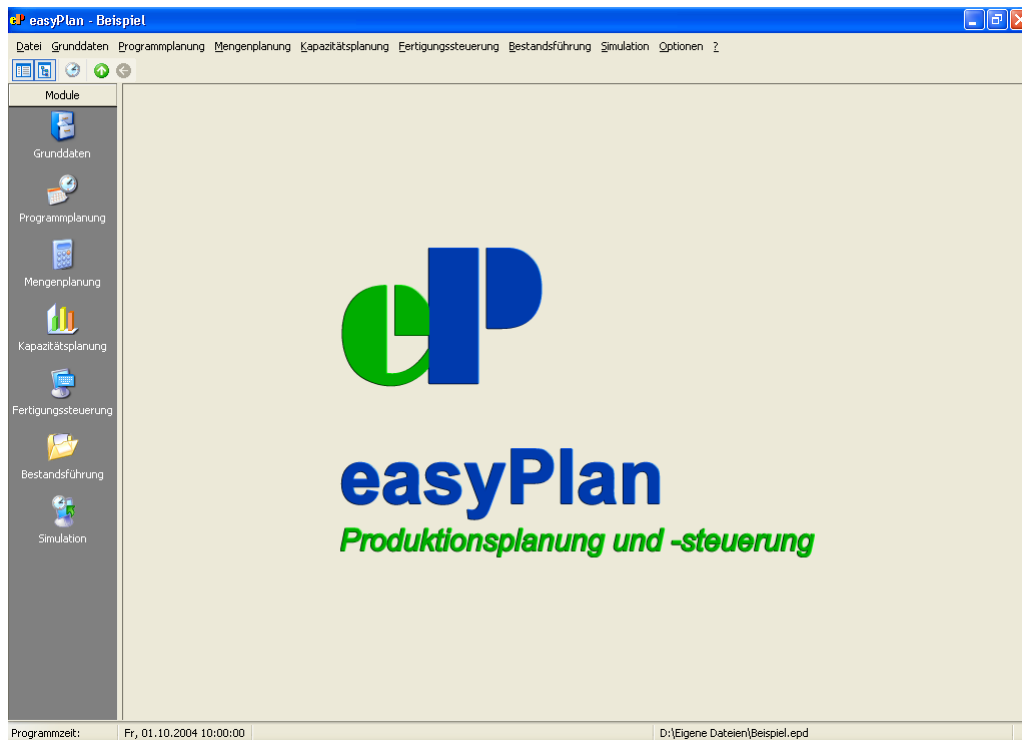 eP easyPlan - Beispiel
Datei Grunddaten Programmplanung Mengenplanung Kapazitätsplanung Fertigungssteuerung Bestandsführung Simulation Optionen ?
Module
Grunddaten
Programmplanung
Mengenplanung
Kapazitätsplanung
Fertigungssteuerung
Bestandsführung
Simulation
eP
easyPlan
Produktionsplanung und -steuerung
Programmzeit: Fr, 01.10.2004 10:00:00 D:\Eigene Dateien\Beispiel.epd